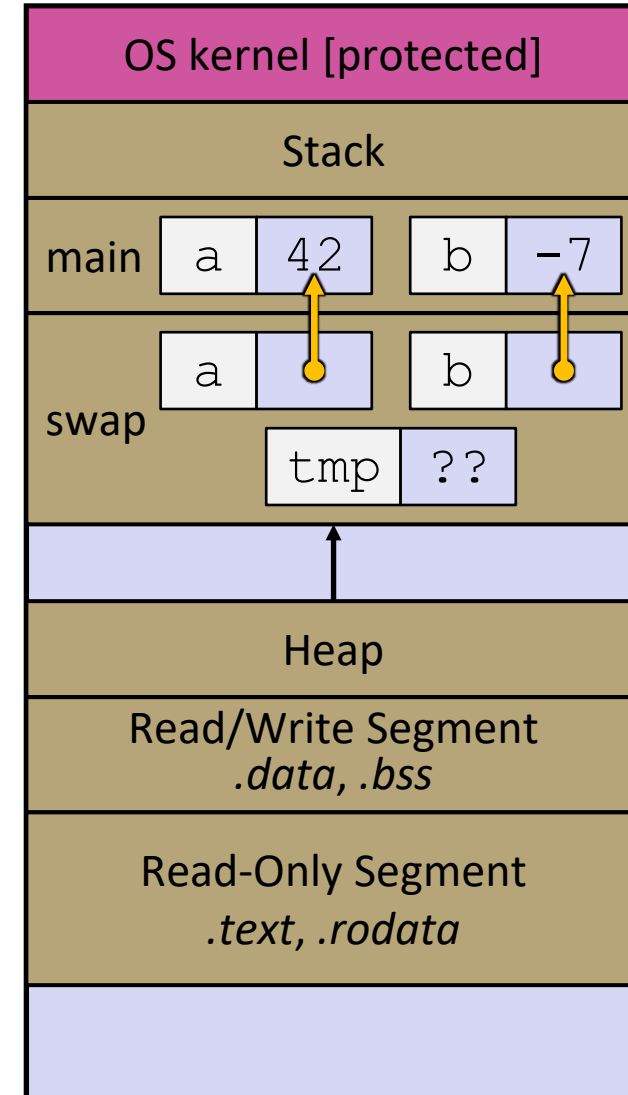 OS kernel [protected]
Stack
main a 42 b -7
a b
swap
tmp ??
Heap
Read/Write Segment
.data, .bss
Read-Only Segment
.text, .rodata